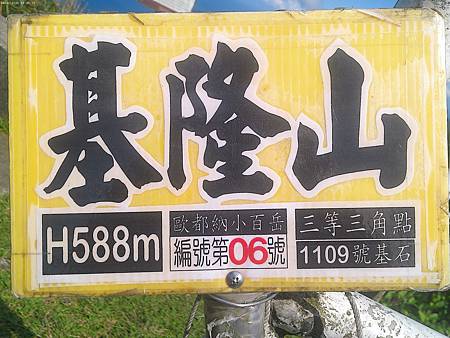 基隆山
H588m
歐都納小百岳
編號第06號
三等三角點
1109號基石